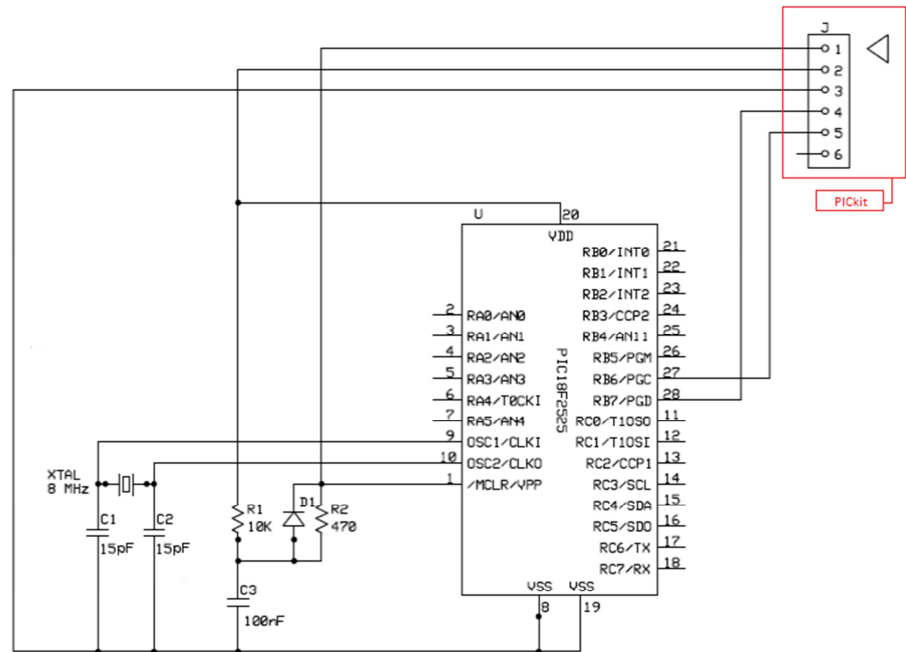 J
1
2
3
4
5
6
PICkit
U
20
VDD
RB0/INT0 21
RB1/INT1 22
RB2/INT2 23
2 RA0/AN0
RB3/CCP2 24
3 RA1/AN1
RB4/AN11 25
4 RA2/AN2
RB5/PGM 26
5 RA3/AN3
RB6/PGC 27
6 RA4/T0CKI
RB7/PGD 28
7 RA5/AN4
RC0/T1OSO 11
9 OSC1/CLKI
RC1/T1OSI 12
10 OSC2/CLKO
RC2/CCP1 13
1 /MCLR/VPP
RC3/SCL 14
RC4/SDA 15
RC5/SDO 16
RC6/TX 17
RC7/RX 18
PIC18F2525
VSS VSS
8 19
XTAL
8 MHz
C1
15pF
C2
15pF
R1
10K
D1
R2
470
C3
100nF